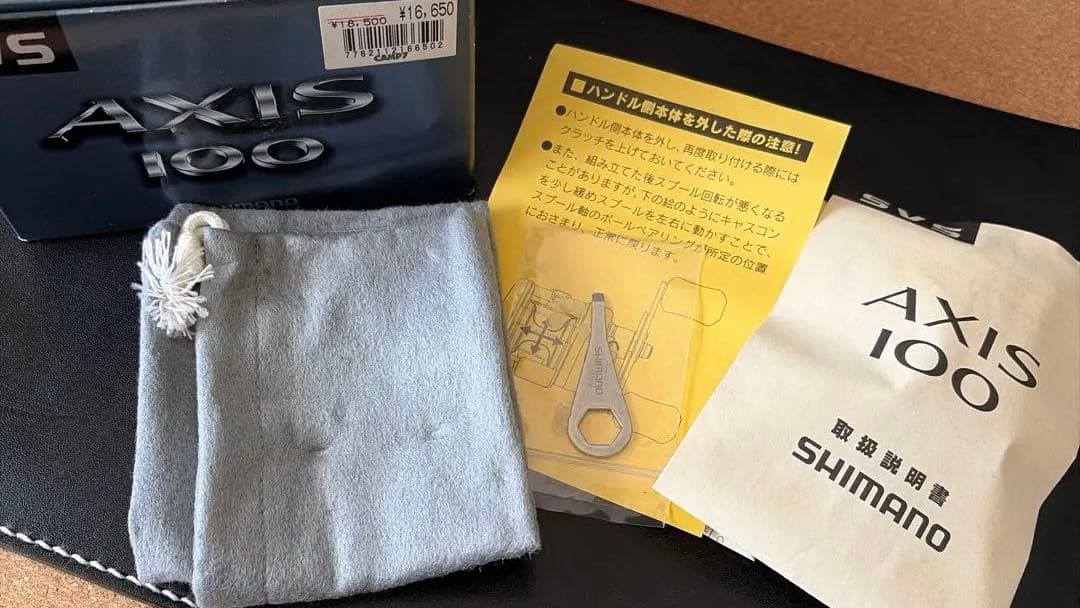 US
¥18,500 ¥16,650
7762112166502
CAMP7
AXIS
100
SHIMANO
■ハンドル側本体を外した際の注意!
●ハンドル側本体を外し、再度取り付ける際には
クラッチを上げておいてください。
●また、組み立てた後スプール回転が悪くなる
ことがありますが、下の絵のようにキャスコン
を少し緩めスプールを左右に動かすことで、
スプール軸のボールベアリングが所定の位置
におさまり、正常に戻ります。
SHIMANO
AXIS
100
取扱説明書
SHIMANO